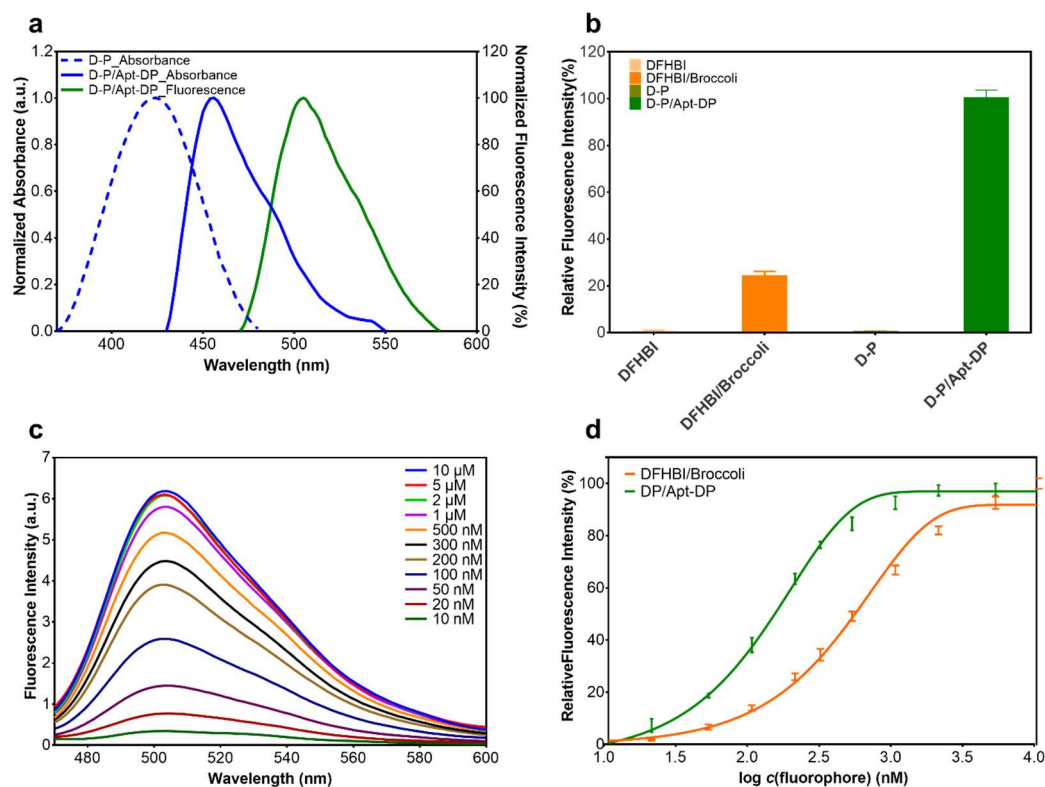 a
Normalized Absorbance (a.u.)
1.2
1.0
0.8
0.6
0.4
0.2
0.0
D-P_Absorbance
D-P/Apt-DP_Absorbance
D-P/Apt-DP_Fluorescence
120
100
80
60
40
20
0
Normalized Fluorescence Intensity (%)
400 450 500 550 600
Wavelength (nm)
b
Relative Fluorescence Intensity(%)
120
100
80
60
40
20
0
DFHBI
DFHBI/Broccoli
D-P
D-P/Apt-DP
DFHBI
DFHBI/Broccoli
D-P
D-P/Apt-DP
c
Fluorescence Intensity (a.u.)
7
6
5
4
3
2
1
0
10 µM
5 µM
2 µM
1 µM
500 nM
300 nM
200 nM
100 nM
50 nM
20 nM
10 nM
480 500 520 540 560 580 600
Wavelength (nm)
d
RelativeFluorescence Intensity (%)
100
80
60
40
20
0
DFHBI/Broccoli
DP/Apt-DP
1.0 1.5 2.0 2.5 3.0 3.5 4.0
log c(fluorophore) (nM)